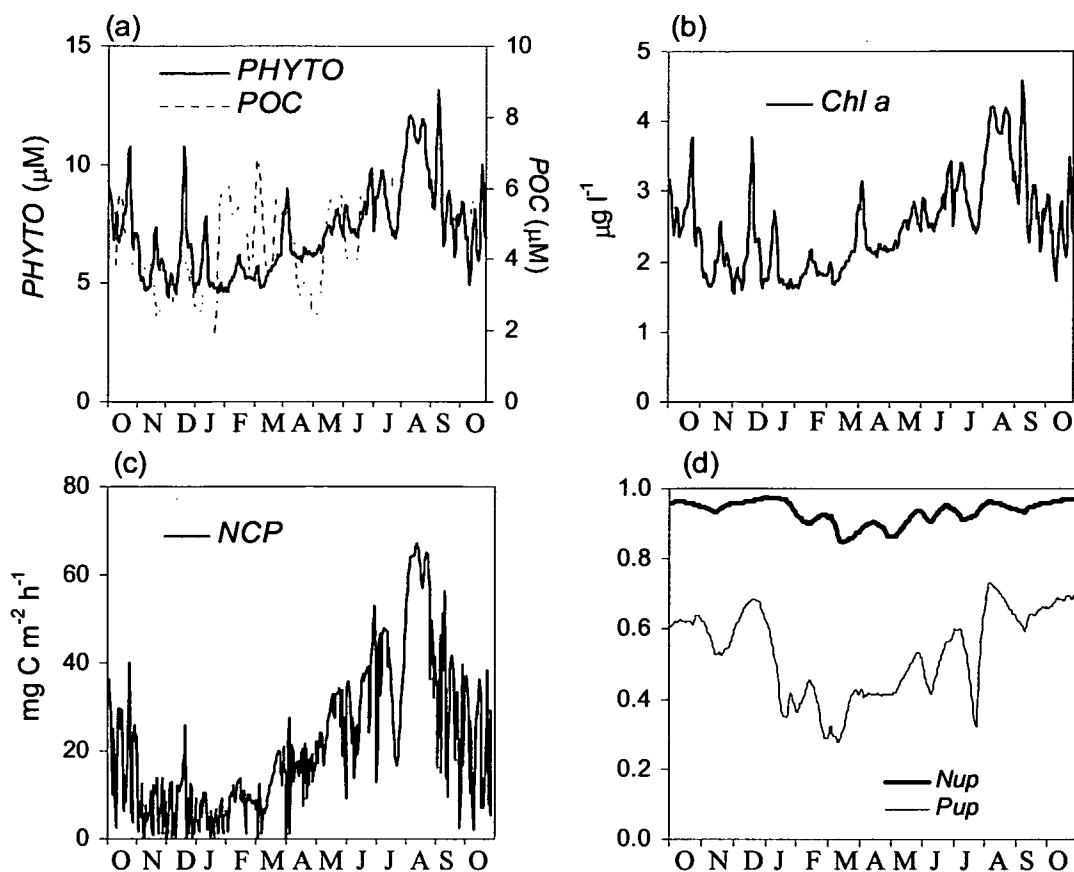 (a)
15
10
5
0
PHYTO (µM)
PHYTO
POC
10
8
6
4
2
0
POC (µM)
O N D J F M A M J J A S O
(b)
5
4
3
2
1
0
µg l⁻¹
Chl a
O N D J F M A M J J A S O
(c)
80
60
40
20
0
mg C m⁻² h⁻¹
NCP
O N D J F M A M J J A S O
(d)
1.0
0.8
0.6
0.4
0.2
0.0
Nup
Pup
O N D J F M A M J J A S O